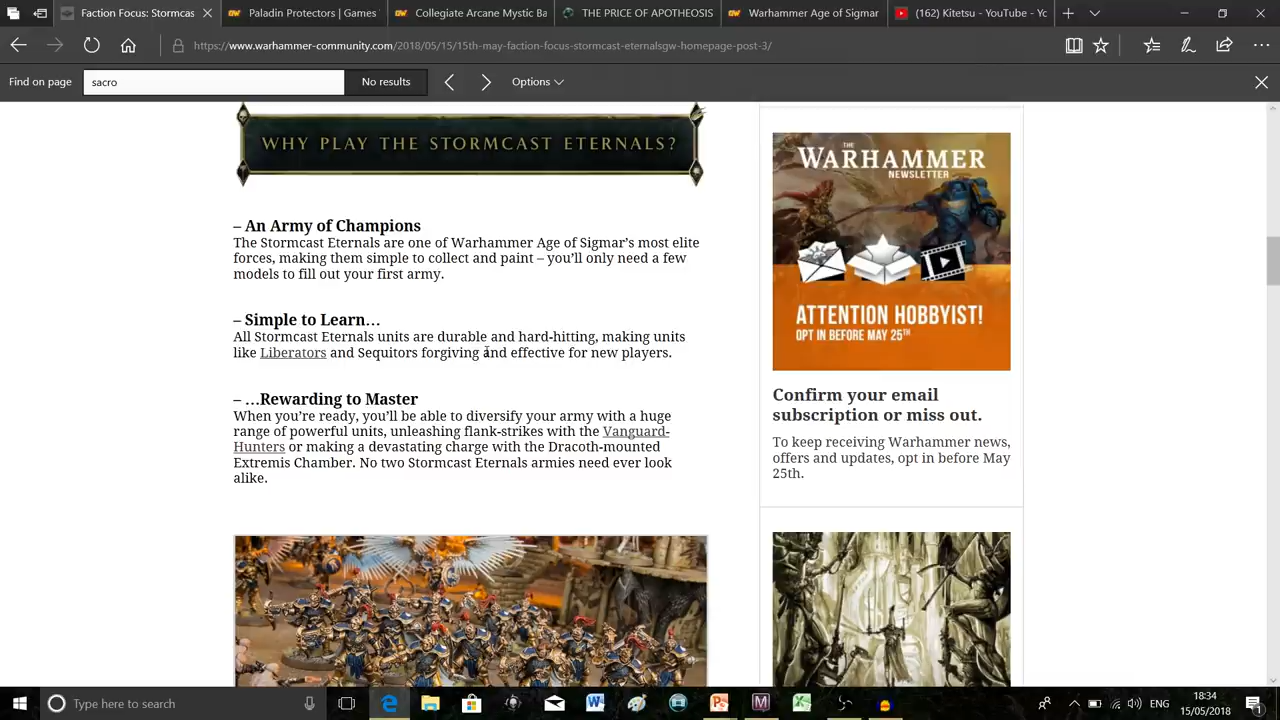 Faction Focus: Stormcas
Paladin Protectors | Games
Collegiate Arcane Mystic Ba
THE PRICE OF APOTHEOSIS
Warhammer Age of Sigmar
(162) Kitetsu - YouTube - Yc
https://www.warhammer-community.com/2018/05/15/15th-may-faction-focus-stormcast-eternalsgw-homepage-post-3/
Find on page
sacro
No results
Options
WHY PLAY THE STORMCAST ETERNALS?
– An Army of Champions
The Stormcast Eternals are one of Warhammer Age of Sigmar’s most elite
forces, making them simple to collect and paint – you’ll only need a few
models to fill out your first army.
– Simple to Learn…
All Stormcast Eternals units are durable and hard-hitting, making units
like Liberators and Sequitors forgiving and effective for new players.
– …Rewarding to Master
When you’re ready, you’ll be able to diversify your army with a huge
range of powerful units, unleashing flank-strikes with the Vanguard-
Hunters or making a devastating charge with the Dracoth-mounted
Extremis Chamber. No two Stormcast Eternals armies need ever look
alike.
THE
WARHAMMER
NEWSLETTER
ATTENTION HOBBYIST!
OPT IN BEFORE MAY 25TH
Confirm your email
subscription or miss out.
To keep receiving Warhammer news,
offers and updates, opt in before May
25th.
Type here to search
ENG
18:34
15/05/2018